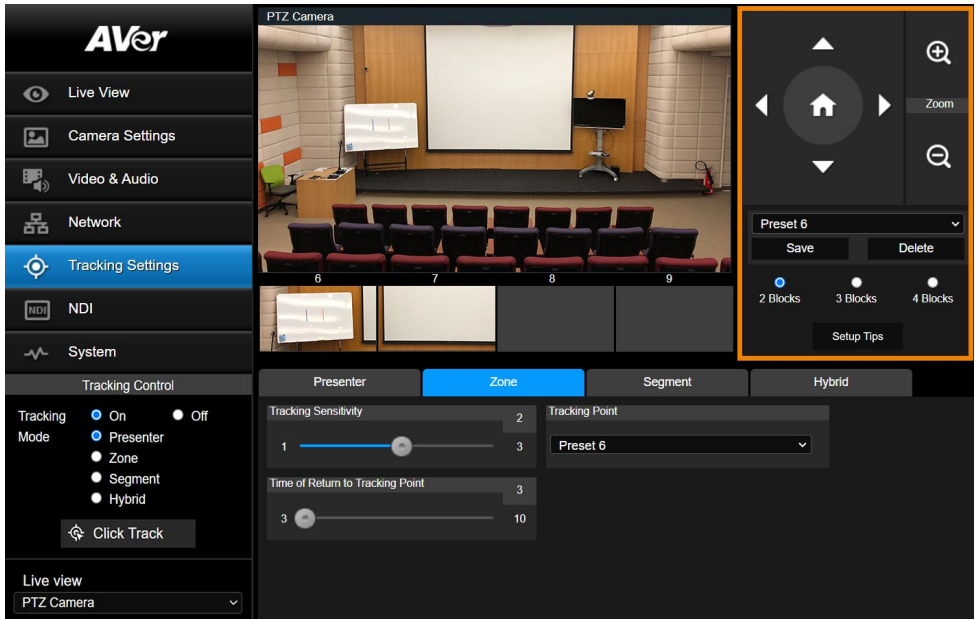 AVer
Live View
Camera Settings
Video & Audio
Network
Tracking Settings
NDI NDI
System
Tracking Control
Tracking On Off
Mode Presenter
Zone
Segment
Hybrid
Click Track
Live view
PTZ Camera
PTZ Camera
6 7 8 9
Zoom
Preset 6
Save Delete
2 Blocks 3 Blocks 4 Blocks
Setup Tips
Presenter Zone Segment Hybrid
Tracking Sensitivity 2
1 3
Time of Return to Tracking Point 3
3 10
Tracking Point
Preset 6